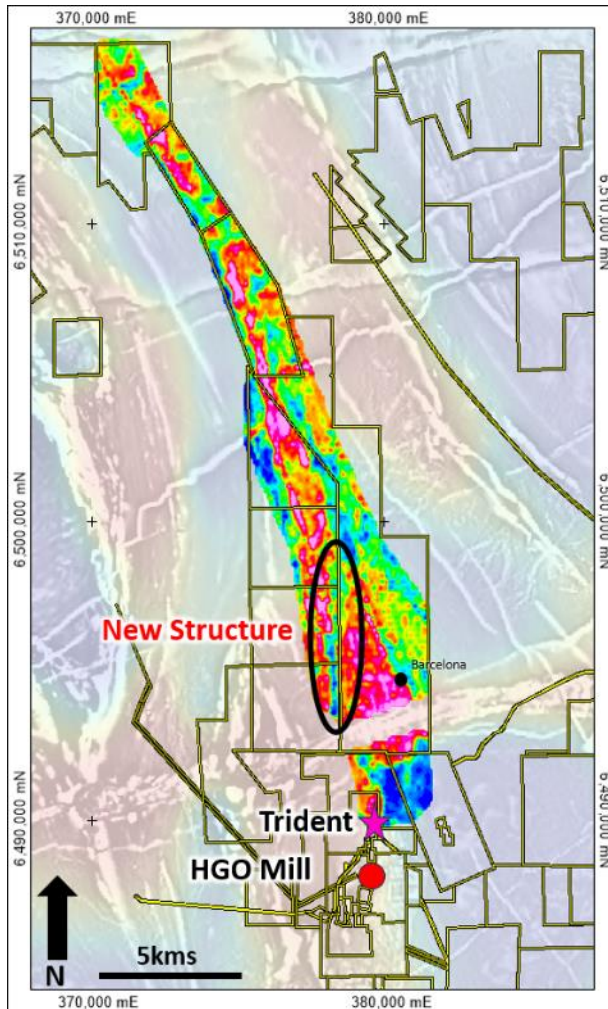 370,000 mE
380,000 mE
6,510,000 mN
6,510,000 mN
6,500,000 mN
6,500,000 mN
New Structure
Barcelona
6,490,000 mN
6,490,000 mN
Trident
HGO Mill
N
5kms
370,000 mE
380,000 mE